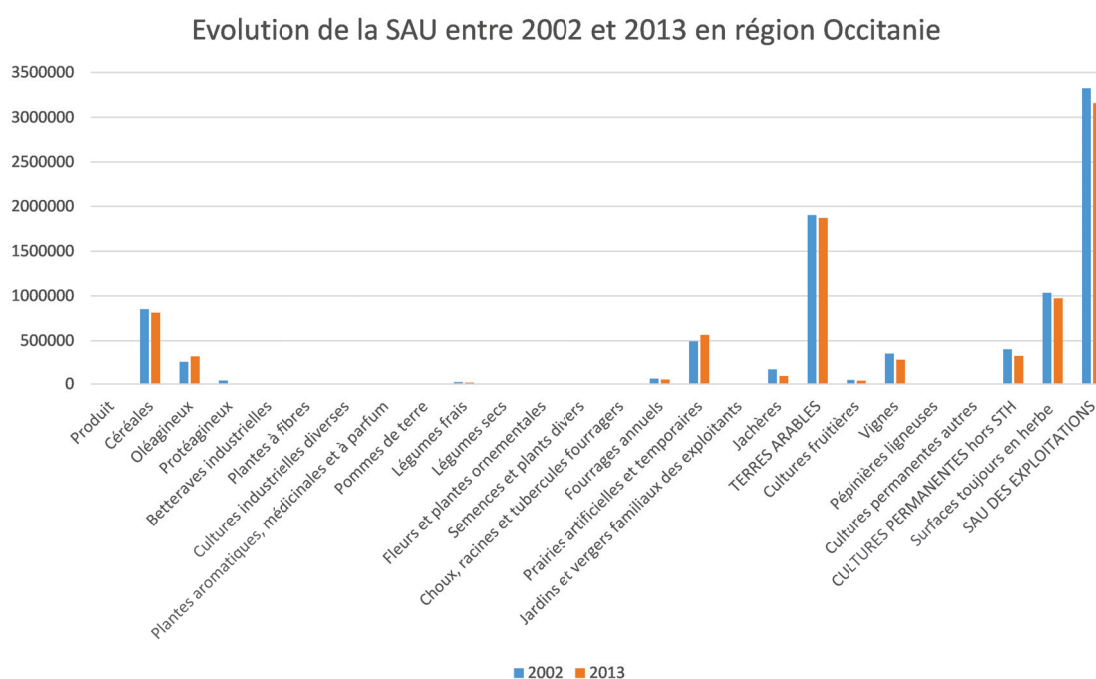 Evolution de la SAU entre 2002 et 2013 en région Occitanie
3500000
3000000
2500000
2000000
1500000
1000000
500000
0
Produit
Céréales
Oléagineux
Protéagineux
Betteraves industrielles
Plantes à fibres
Cultures industrielles diverses
Plantes aromatiques, médicinales et à parfum
Pommes de terre
Légumes frais
Légumes secs
Fleurs et plantes ornementales
Semences et plants divers
Choux, racines et tubercules fourragers
Fourrages annuels
Prairies artificielles et temporaires
Jardins et vergers familiaux des exploitants
Jachères
TERRES ARABLES
Cultures fruitières
Vignes
Pépinières ligneuses
Cultures permanentes autres
CULTURES PERMANENTES hors STH
Surfaces toujours en herbe
SAU DES EXPLOITATIONS
2002 2013